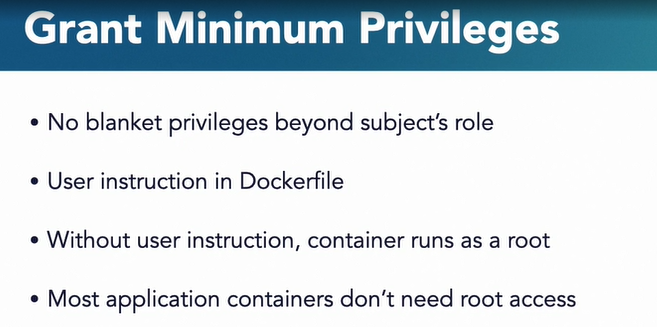 Grant Minimum Privileges
• No blanket privileges beyond subject's role
• User instruction in Dockerfile
• Without user instruction, container runs as a root
• Most application containers don't need root access